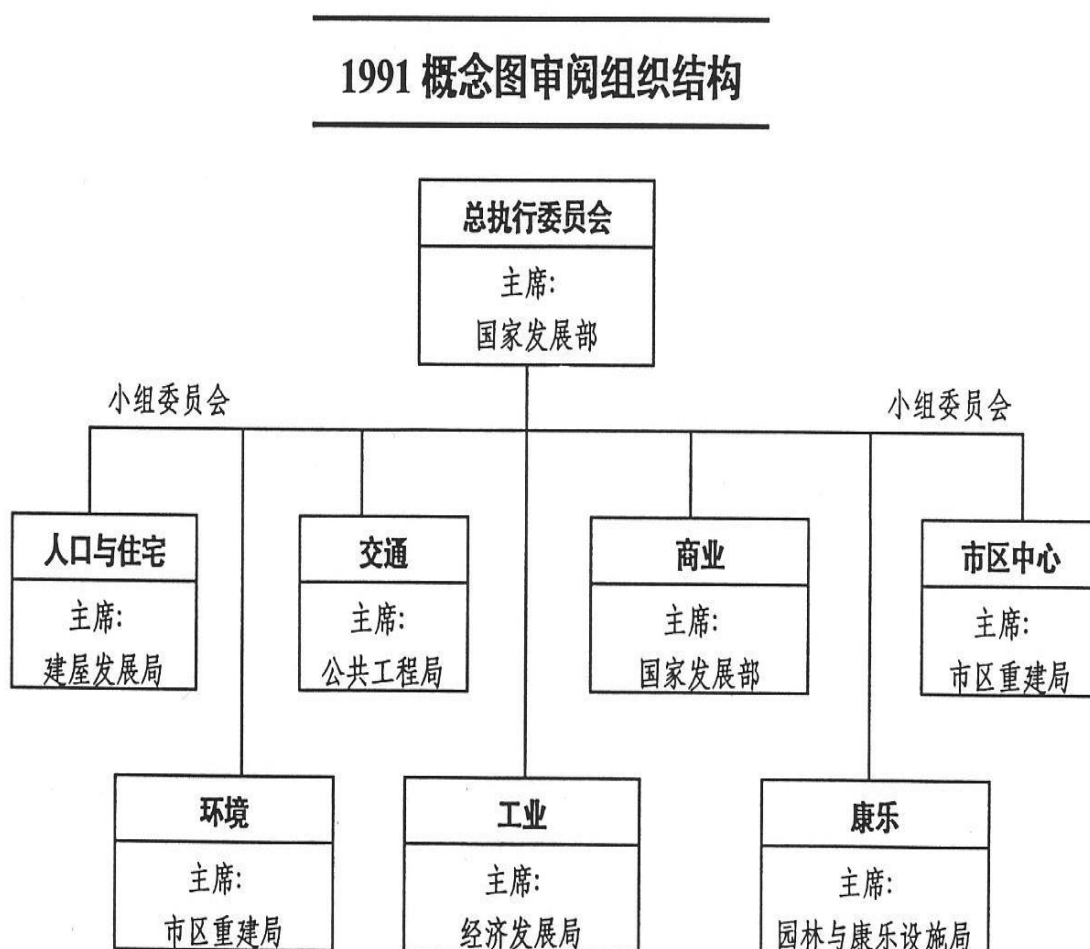 1991 概念图审阅组织结构
总执行委员会
主席：
国家发展部
小组委员会
小组委员会
人口与住宅
主席：
建屋发展局
交通
主席：
公共工程局
商业
主席：
国家发展部
市区中心
主席：
市区重建局
环境
主席：
市区重建局
工业
主席：
经济发展局
康乐
主席：
园林与康乐设施局